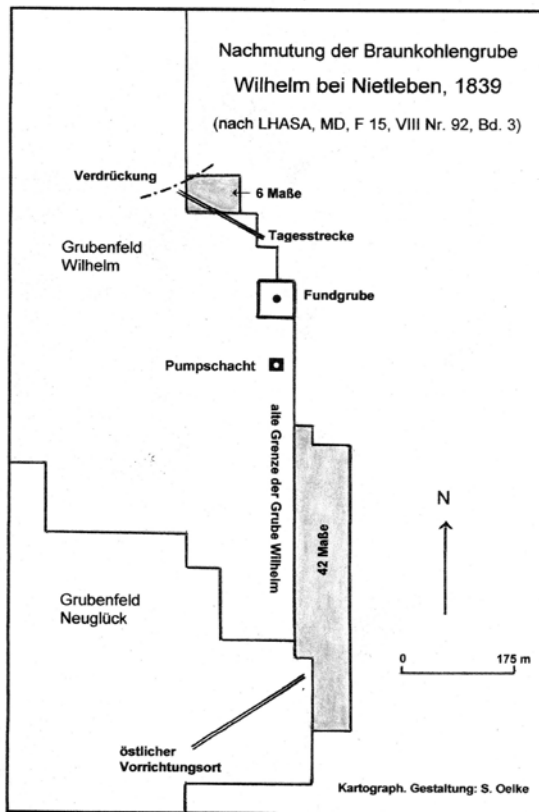 Nachmutung der Braunkohlengrube
Wilhelm bei Nietleben, 1839
(nach LHASA, MD, F 15, VIII Nr. 92, Bd. 3)
Verdrückung
6 Maße
Tagesstrecke
Grubenfeld
Wilhelm
Fundgrube
Pumpschacht
alte Grenze der Grube Wilhelm
42 Maße
N
0 175 m
Grubenfeld
Neuglück
östlicher
Vorrichtungsort
Kartograph. Gestaltung: S. Oelke